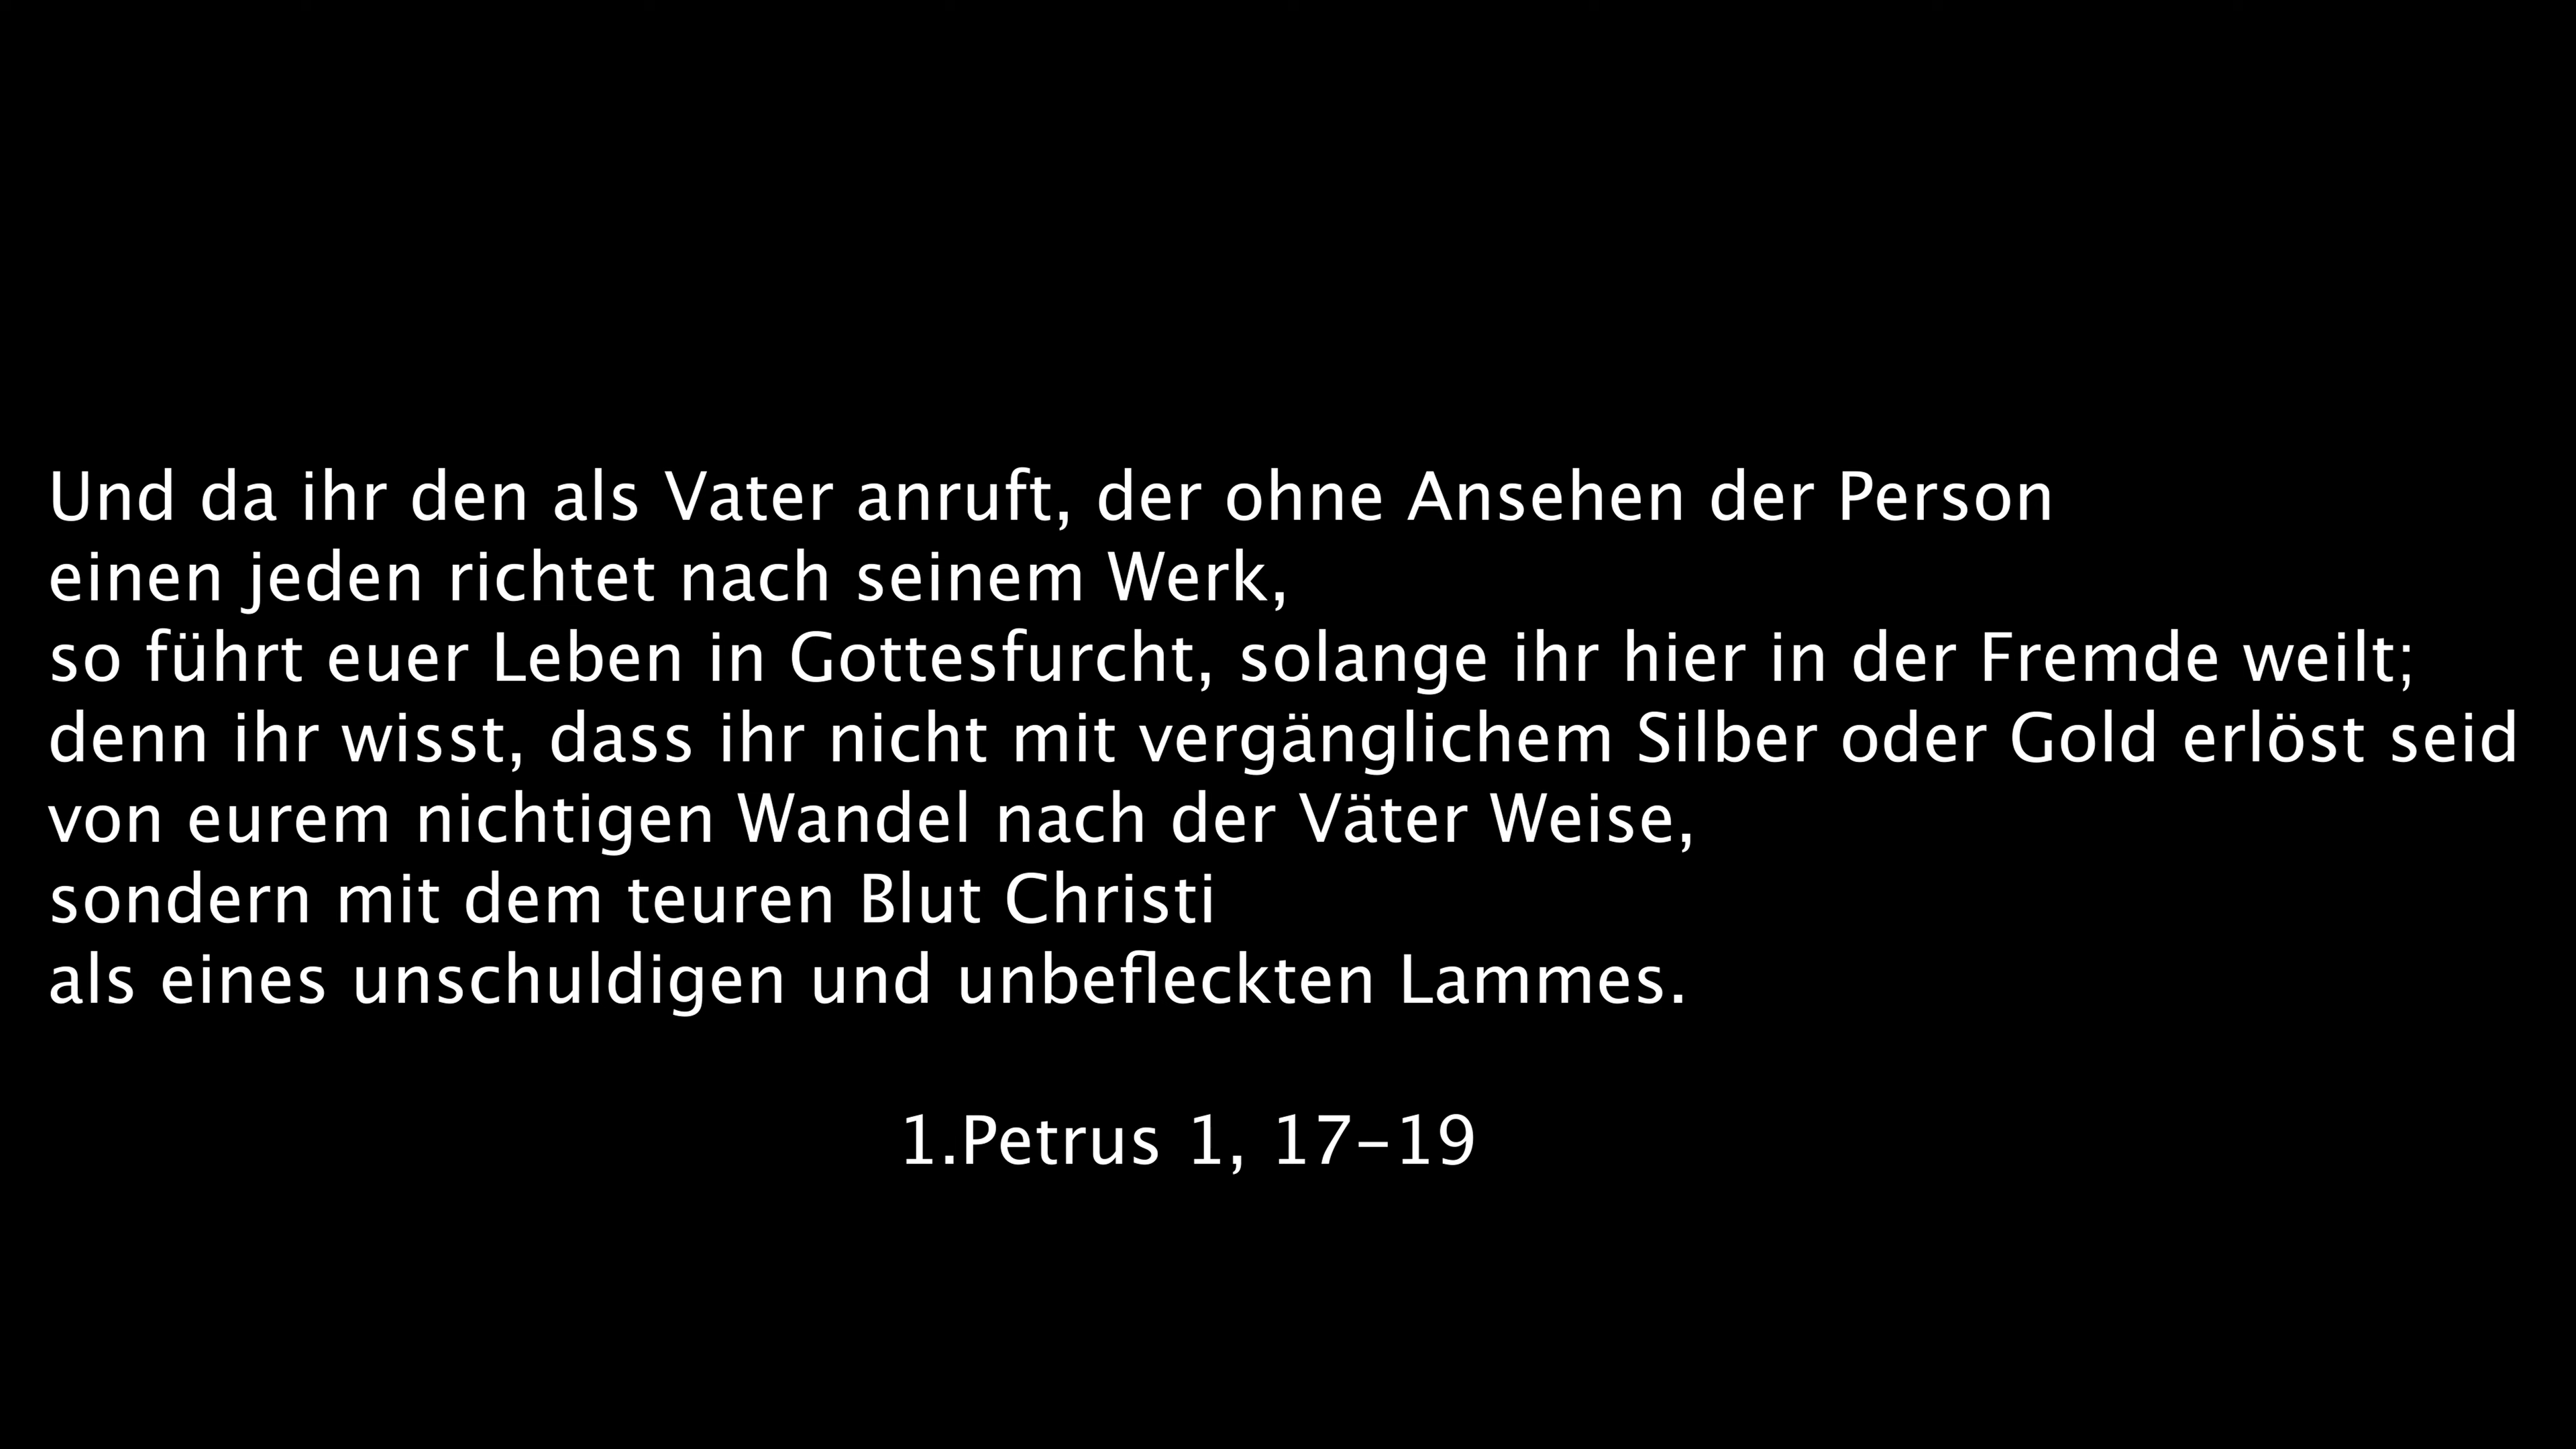 Und da ihr den als Vater anruft, der ohne Ansehen der Person
einen jeden richtet nach seinem Werk,
so führt euer Leben in Gottesfurcht, solange ihr hier in der Fremde weilt;
denn ihr wisst, dass ihr nicht mit vergänglichem Silber oder Gold erlöst seid
von eurem nichtigen Wandel nach der Väter Weise,
sondern mit dem teuren Blut Christi
als eines unschuldigen und unbefleckten Lammes.
1.Petrus 1, 17-19